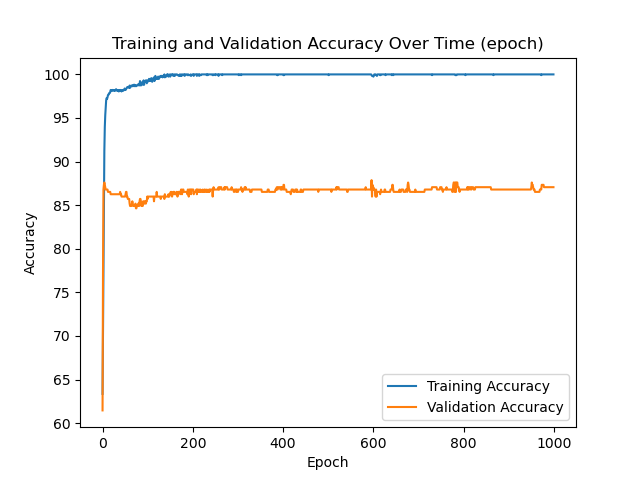 Training and Validation Accuracy Over Time (epoch)
100
95
90
85
80
75
70
65
60
Accuracy
0 200 400 600 800 1000
Epoch
Training Accuracy
Validation Accuracy